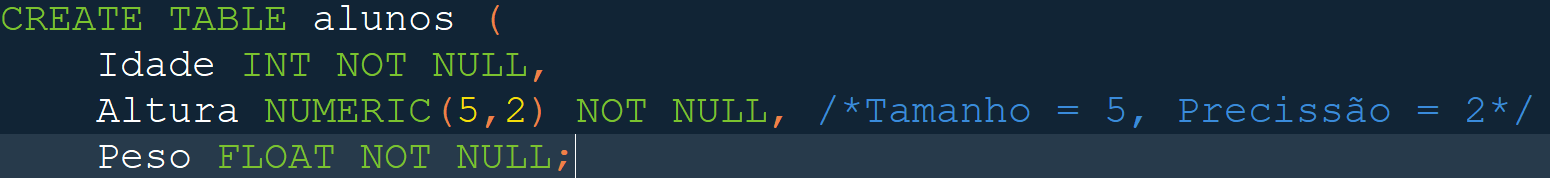 CREATE TABLE alunos (
    Idade INT NOT NULL,
    Altura NUMERIC(5,2) NOT NULL, /*Tamanho = 5, Precissão = 2*/
    Peso FLOAT NOT NULL;